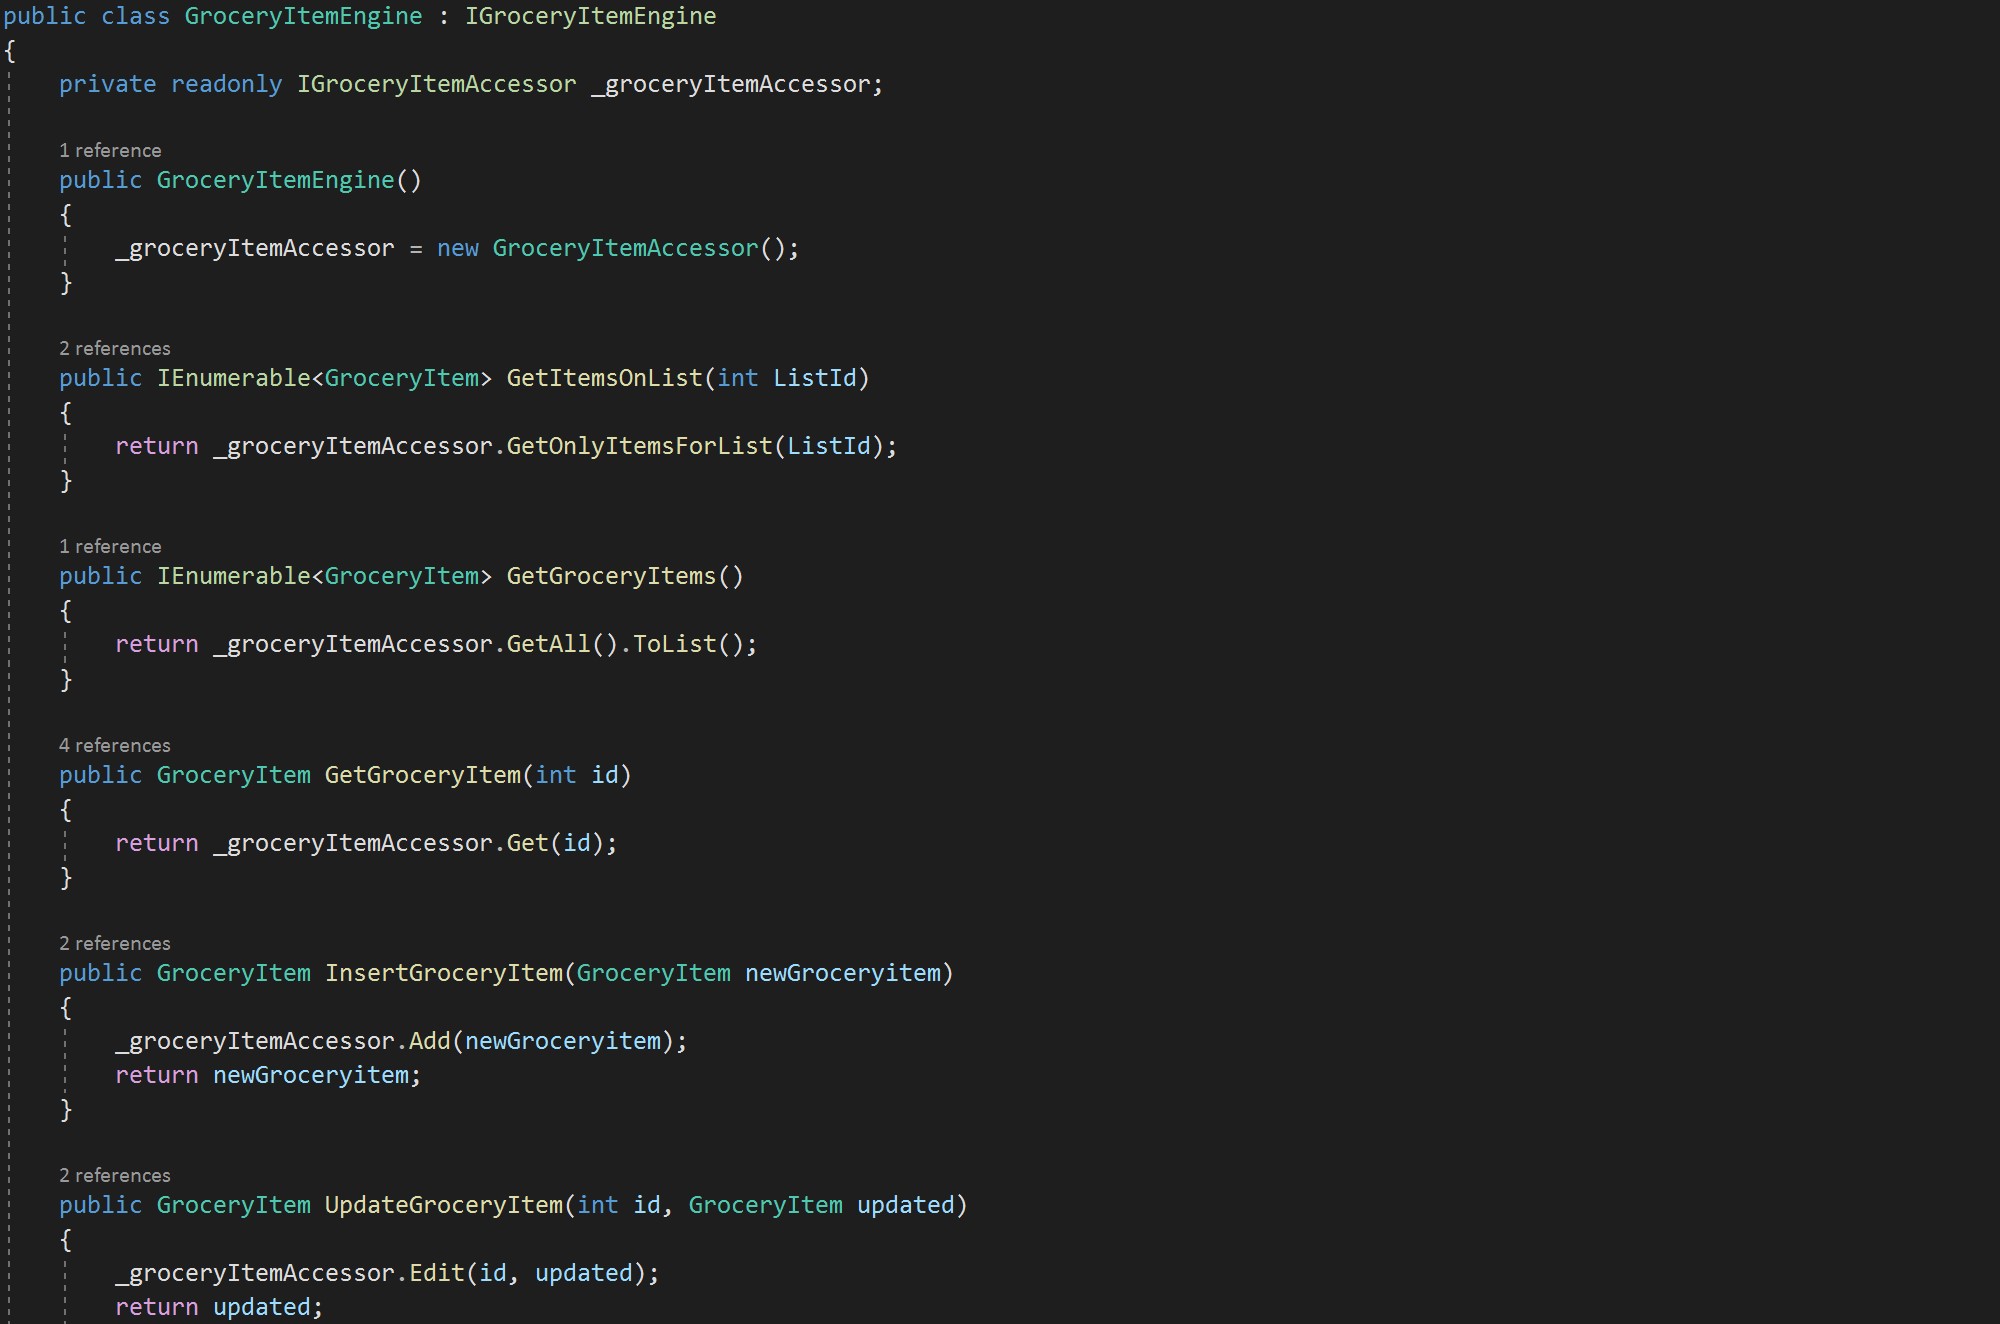 public class GroceryItemEngine : IGroceryItemEngine
{
    private readonly IGroceryItemAccessor _groceryItemAccessor;

    1 reference
    public GroceryItemEngine()
    {
        _groceryItemAccessor = new GroceryItemAccessor();
    }

    2 references
    public IEnumerable<GroceryItem> GetItemsOnList(int ListId)
    {
        return _groceryItemAccessor.GetOnlyItemsForList(ListId);
    }

    1 reference
    public IEnumerable<GroceryItem> GetGroceryItems()
    {
        return _groceryItemAccessor.GetAll().ToList();
    }

    4 references
    public GroceryItem GetGroceryItem(int id)
    {
        return _groceryItemAccessor.Get(id);
    }

    2 references
    public GroceryItem InsertGroceryItem(GroceryItem newGroceryitem)
    {
        _groceryItemAccessor.Add(newGroceryitem);
        return newGroceryitem;
    }

    2 references
    public GroceryItem UpdateGroceryItem(int id, GroceryItem updated)
    {
        _groceryItemAccessor.Edit(id, updated);
        return updated;